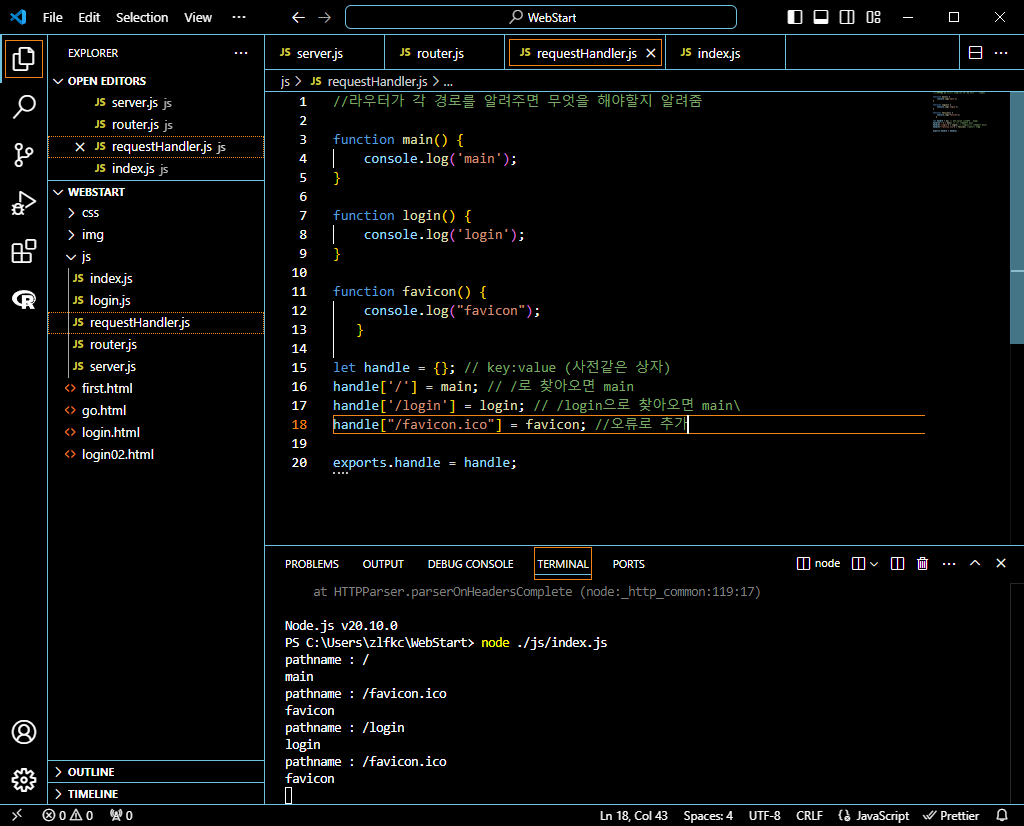 File Edit Selection View ··· WebStart
EXPLORER ···
OPEN EDITORS
JS server.js js
JS router.js js
JS requestHandler.js js
JS index.js js
WEBSTART
css
img
js
JS index.js
JS login.js
JS requestHandler.js
JS router.js
JS server.js
<> first.html
<> go.html
<> login.html
<> login02.html
OUTLINE
TIMELINE
JS server.js JS router.js JS requestHandler.js JS index.js ···
js > JS requestHandler.js > ...
1 //라우터가 각 경로를 알려주면 무엇을 해야할지 알려줌
2
3 function main() {
4 console.log('main');
5 }
6
7 function login() {
8 console.log('login');
9 }
10
11 function favicon() {
12 console.log("favicon");
13 }
14
15 let handle = {}; // key:value (사전같은 상자)
16 handle['/'] = main; // /로 찾아오면 main
17 handle['/login'] = login; // /login으로 찾아오면 main\
18 handle["/favicon.ico"] = favicon; //오류로 추가
19
20 exports.handle = handle;
PROBLEMS OUTPUT DEBUG CONSOLE TERMINAL PORTS node ···
at HTTPParser.parserOnHeadersComplete (node:_http_common:119:17)
Node.js v20.10.0
PS C:\Users\zlfkc\WebStart> node ./js/index.js
pathname : /
main
pathname : /favicon.ico
favicon
pathname : /login
login
pathname : /favicon.ico
favicon
0 0 0 Ln 18, Col 43 Spaces: 4 UTF-8 CRLF JavaScript Prettier